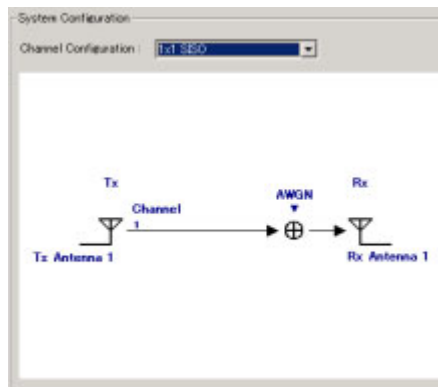 System Configuration
Channel Configuration :
1x1 SISO
Tx
Rx
AWGN
Channel
1
Tx Antenna 1
Rx Antenna 1